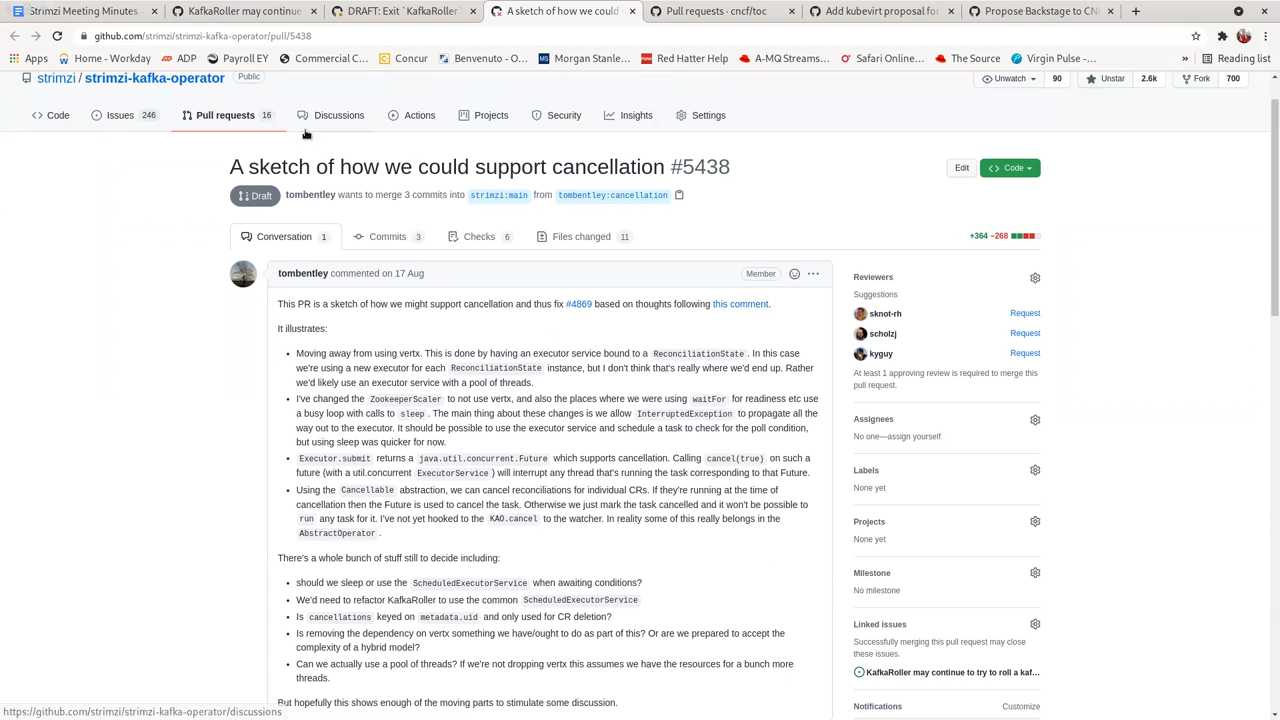 Strimzi Meeting Minutes - ×
KafkaRoller may continue ×
DRAFT: Exit `KafkaRoller` ×
A sketch of how we could ×
Pull requests · cncf/toc ×
Add kubevirt proposal for ×
Propose Backstage to CN ×
github.com/strimzi/strimzi-kafka-operator/pull/5438
Apps Home - Workday ADP Payroll EY Commercial C... Concur Benvenuto - O... Morgan Stanle... Red Hatter Help A-MQ Streams... Safari Online... The Source Virgin Pulse -... » Reading list
strimzi / strimzi-kafka-operator Public
Unwatch 90 Unstar 2.6k Fork 700
Code Issues 246 Pull requests 16 Discussions Actions Projects Security Insights Settings
A sketch of how we could support cancellation #5438
Edit <> Code
Draft tombentley wants to merge 3 commits into strimzi:main from tombentley:cancellation
Conversation 1 Commits 3 Checks 6 Files changed 11 +364 −268
tombentley commented on 17 Aug Member
This PR is a sketch of how we might support cancellation and thus fix #4869 based on thoughts following this comment.
It illustrates:
• Moving away from using vertx. This is done by having an executor service bound to a ReconciliationState . In this case
we're using a new executor for each ReconciliationState instance, but I don't think that's really where we'd end up. Rather
we'd likely use an executor service with a pool of threads.
• I've changed the ZookeeperScaler to not use vertx, and also the places where we were using waitFor for readiness etc use
a busy loop with calls to sleep . The main thing about these changes is we allow InterruptedException to propagate all the
way out to the executor. It should be possible to use the executor service and schedule a task to check for the poll condition,
but using sleep was quicker for now.
• Executor.submit returns a java.util.concurrent.Future which supports cancellation. Calling cancel(true) on such a
future (with a util.concurrent ExecutorService ) will interrupt any thread that's running the task corresponding to that Future.
• Using the Cancellable abstraction, we can cancel reconciliations for individual CRs. If they're running at the time of
cancellation then the Future is used to cancel the task. Otherwise we just mark the task cancelled and it won't be possible to
run any task for it. I've not yet hooked to the KAO.cancel to the watcher. In reality some of this really belongs in the
AbstractOperator .
There's a whole bunch of stuff still to decide including:
• should we sleep or use the ScheduledExecutorService when awaiting conditions?
• We'd need to refactor KafkaRoller to use the common ScheduledExecutorService
• Is cancellations keyed on metadata.uid and only used for CR deletion?
• Is removing the dependency on vertx something we have/ought to do as part of this? Or are we prepared to accept the
complexity of a hybrid model?
• Can we actually use a pool of threads? If we're not dropping vertx this assumes we have the resources for a bunch more
threads.
But hopefully this shows enough of the moving parts to stimulate some discussion.
Reviewers
Suggestions
sknot-rh Request
scholzj Request
kyguy Request
At least 1 approving review is required to merge this
pull request.
Assignees
No one—assign yourself
Labels
None yet
Projects
None yet
Milestone
No milestone
Linked issues
Successfully merging this pull request may close
these issues.
KafkaRoller may continue to try to roll a kaf...
Notifications Customize
https://github.com/strimzi/strimzi-kafka-operator/discussions